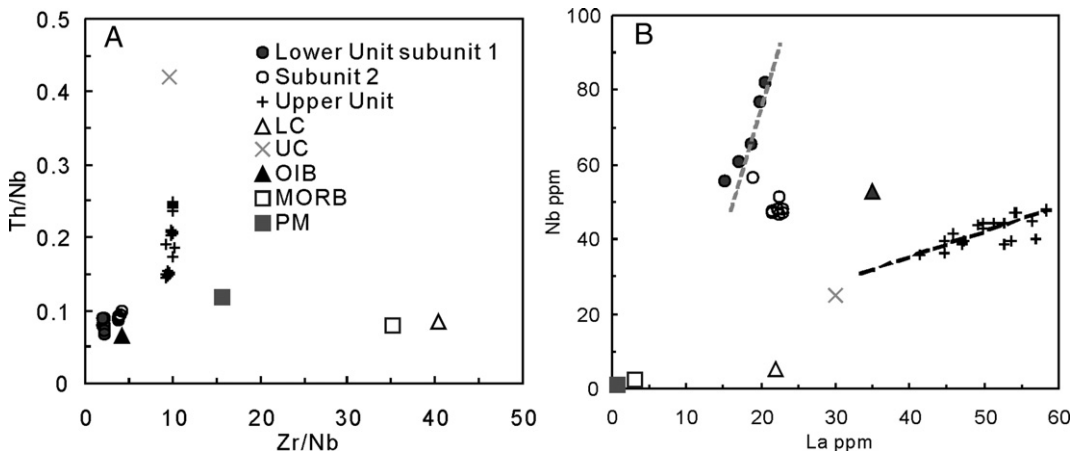 A
Th/Nb
0.5
0.4
0.3
0.2
0.1
0
Lower Unit subunit 1
Subunit 2
Upper Unit
LC
UC
OIB
MORB
PM
0 10 20 30 40 50
Zr/Nb
B
Nb ppm
100
80
60
40
20
0
0 10 20 30 40 50 60
La ppm